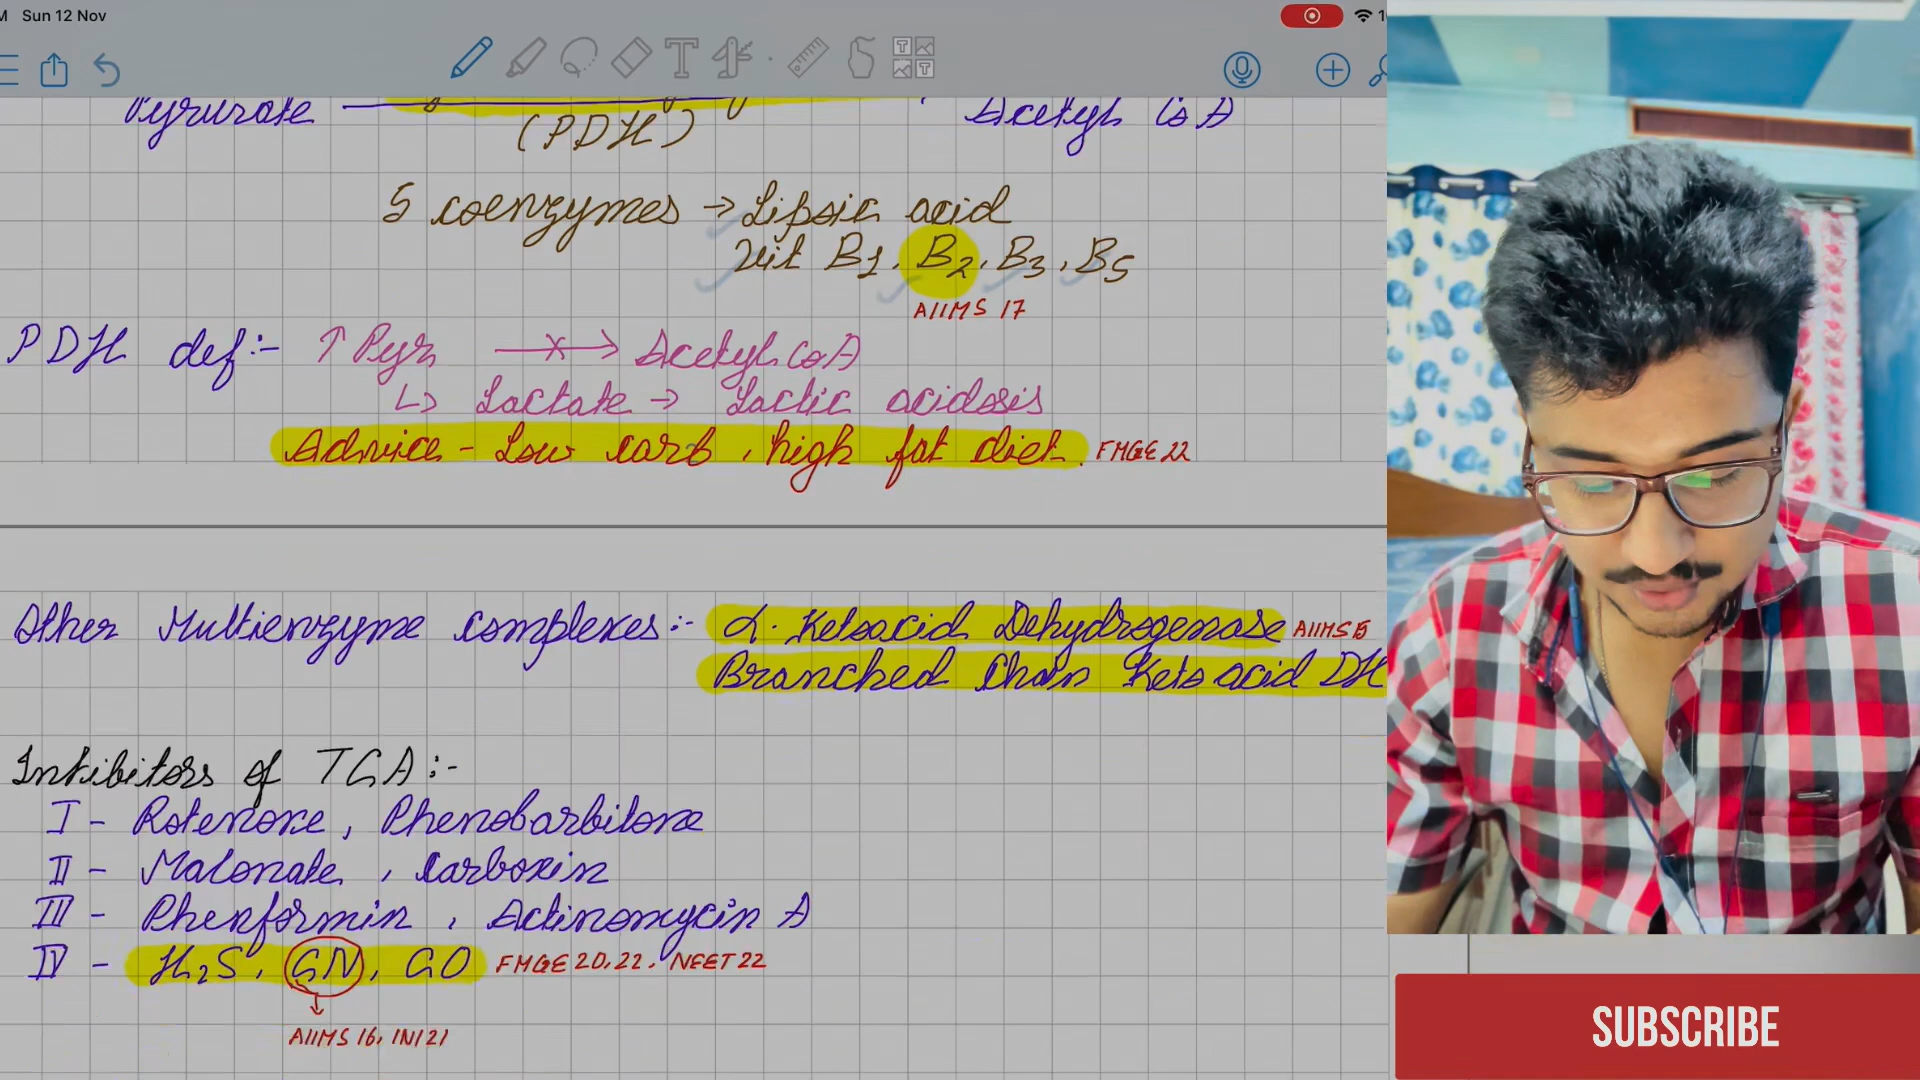 Sun 12 Nov
Pyruvate Acetyl CoA
(PDH)
5 coenzymes → Lipoic acid
Vit B1, B2, B3, B5
AIIMS 17
PDH def:- ↑ Pyr Acetyl CoA
↳ Lactate → Lactic acidosis
Advice - Low carb, high fat diet. FMGE 22
Other Multienzyme complexes:- α-Ketoacid Dehydrogenase AIIMS 15
Branched Chain Keto acid DH
Inhibitors of TCA:-
I - Rotenone, Phenobarbitone
II - Malonate, Carboxin
III - Phenformin, Actinomycin A
IV - H₂S, CN, CO FMGE 20, 22, NEET 22
AIIMS 16, INI 21
SUBSCRIBE